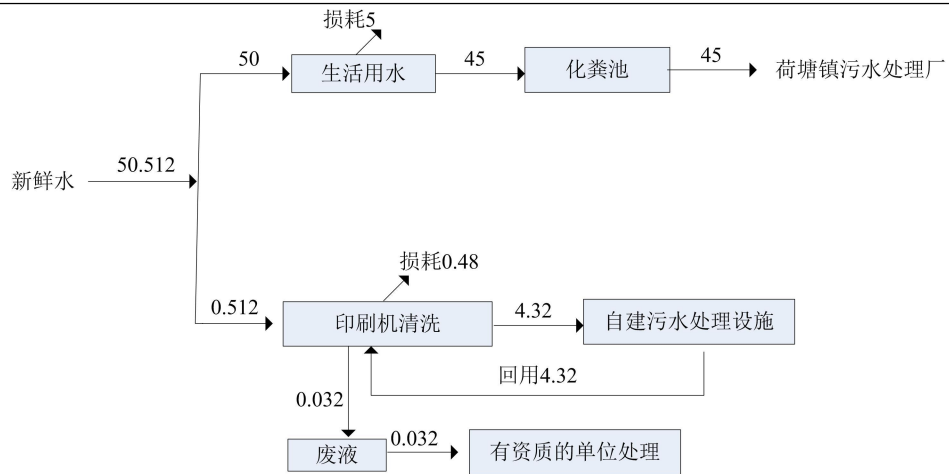 损耗5
50
生活用水
45
化粪池
45
荷塘镇污水处理厂
新鲜水
50.512
损耗0.48
0.512
印刷机清洗
4.32
自建污水处理设施
回用4.32
0.032
废液
0.032
有资质的单位处理